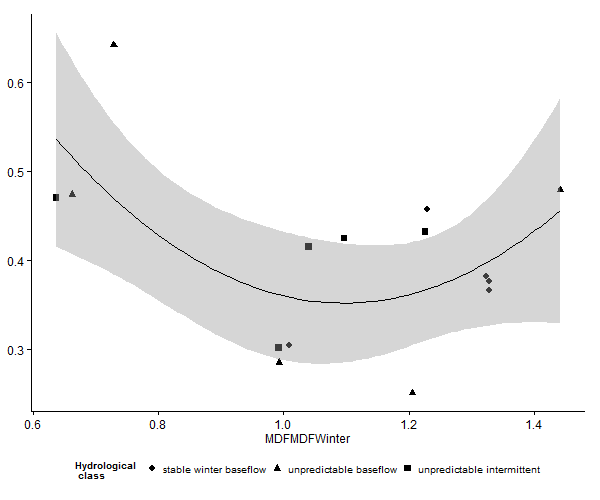 0.6
0.5
0.4
0.3
0.6 0.8 1.0 1.2 1.4
MDFMDFWinter
Hydrological
class
stable winter baseflow unpredictable baseflow unpredictable intermittent